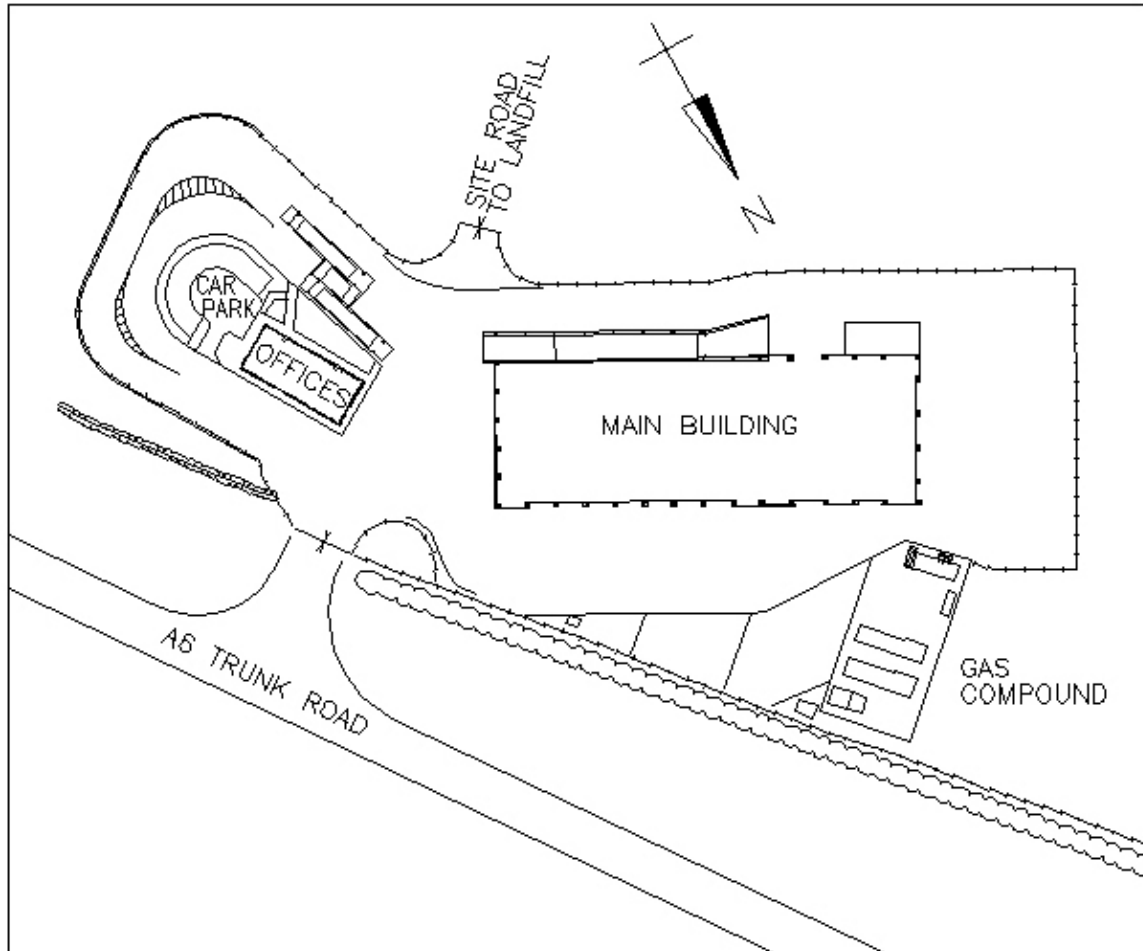 SITE ROAD
TO LANDFILL
N
CAR
PARK
OFFICES
MAIN BUILDING
A6 TRUNK ROAD
GAS
COMPOUND